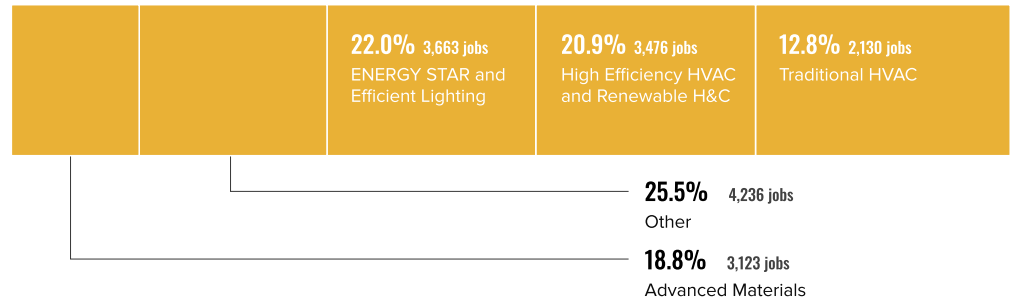 22.0% 3,663 jobs
ENERGY STAR and
Efficient Lighting
20.9% 3,476 jobs
High Efficiency HVAC
and Renewable H&C
12.8% 2,130 jobs
Traditional HVAC
25.5% 4,236 jobs
Other
18.8% 3,123 jobs
Advanced Materials